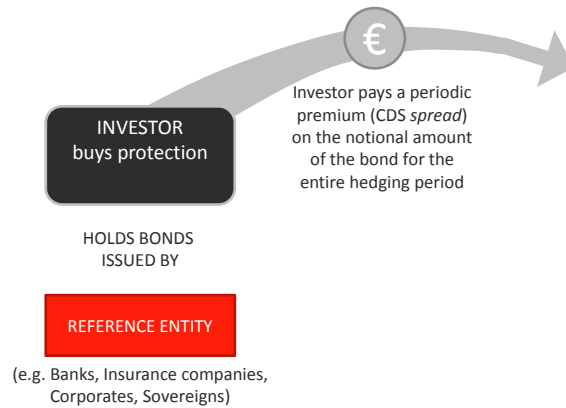 €
INVESTOR
buys protection
Investor pays a periodic
premium (CDS spread)
on the notional amount
of the bond for the
entire hedging period
HOLDS BONDS
ISSUED BY
REFERENCE ENTITY
(e.g. Banks, Insurance companies,
Corporates, Sovereigns)